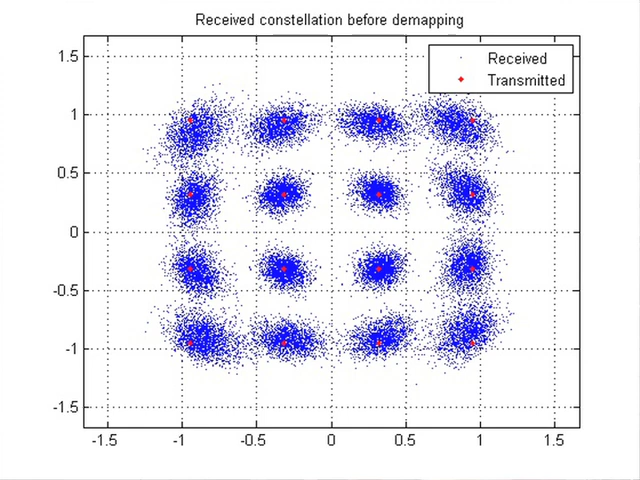 Received constellation before demapping
Received
Transmitted
1.5
1
0.5
0
-0.5
-1
-1.5
-1.5 -1 -0.5 0 0.5 1 1.5